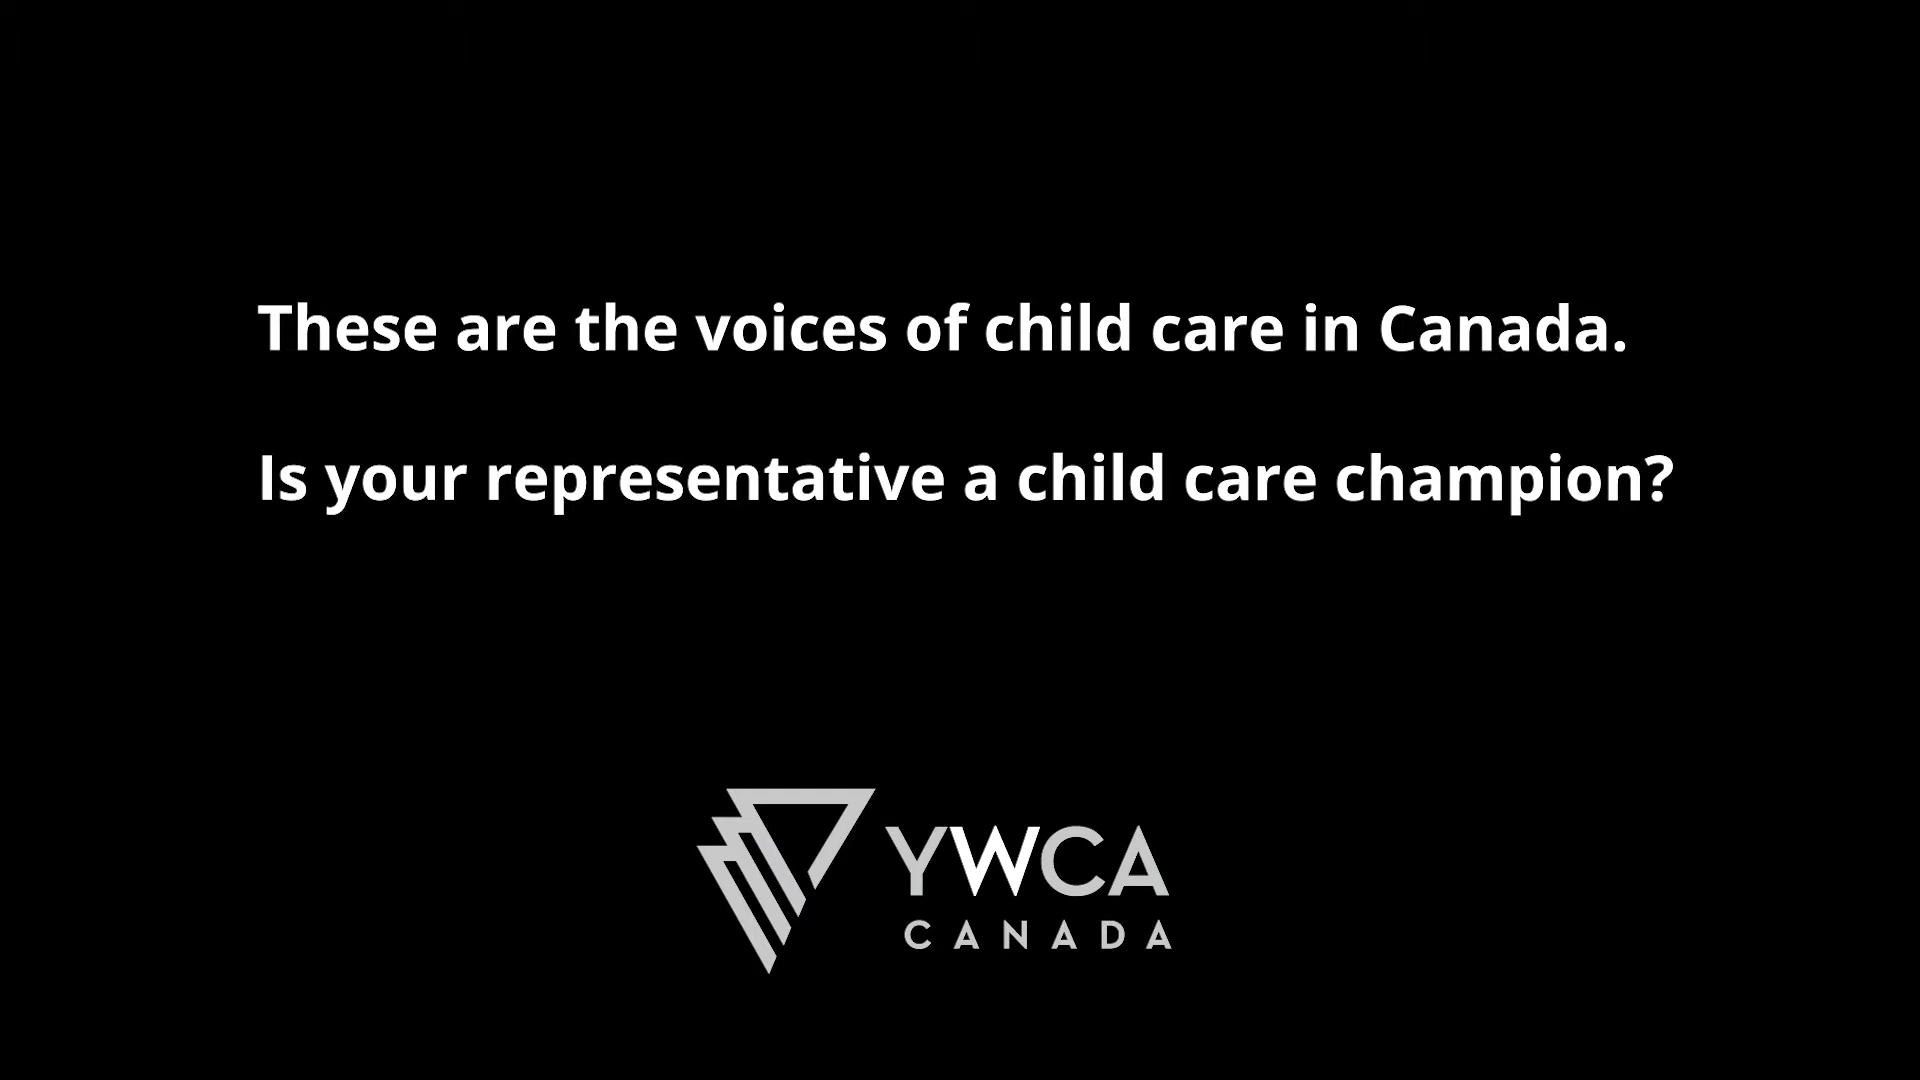 These are the voices of child care in Canada.
Is your representative a child care champion?
YWCA
CANADA